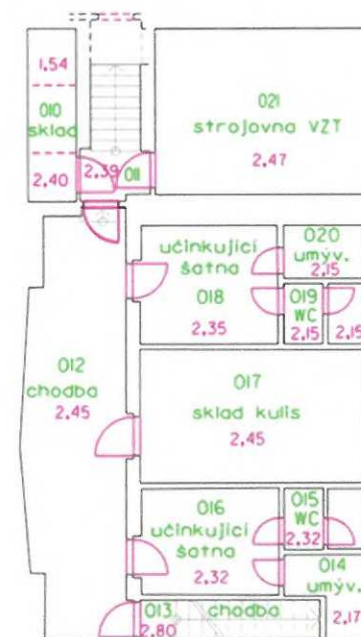 1.54
010
sklad
2.40
2.39
011
021
strojovna VZT
2.47
účinkující
šatna
018
2.35
020
umýv.
2.15
019
WC
2.15
2.15
012
chodba
2.45
017
sklad kulis
2.45
016
účinkující
šatna
2.32
015
WC
2.32
014
umýv.
2.17
013
chodba
2.80